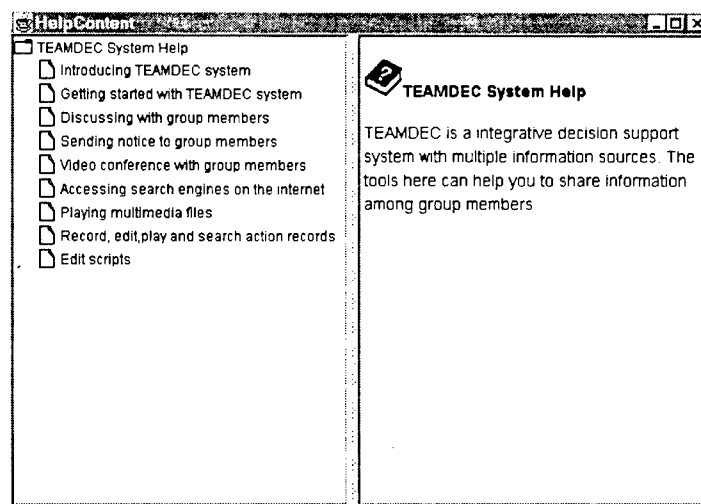 HelpContent
TEAMDEC System Help
Introducing TEAMDEC system
Getting started with TEAMDEC system
Discussing with group members
Sending notice to group members
Video conference with group members
Accessing search engines on the internet
Playing multimedia files
Record, edit,play and search action records
Edit scripts
?
TEAMDEC System Help
TEAMDEC is a integrative decision support
system with multiple information sources. The
tools here can help you to share information
among group members